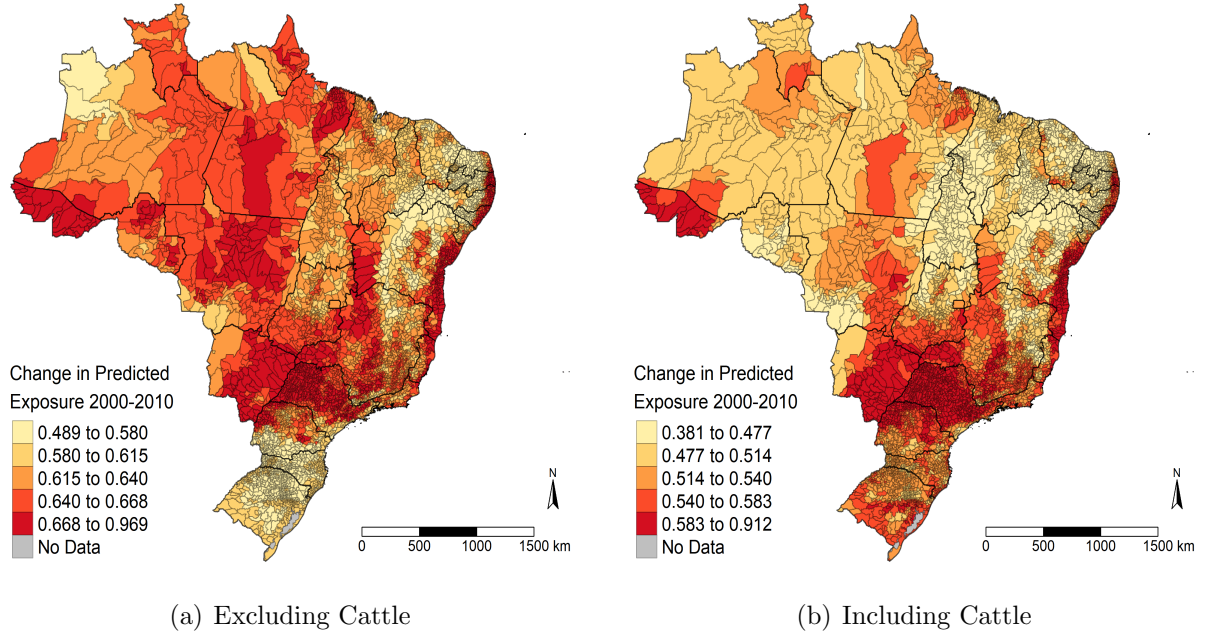 Change in Predicted
Exposure 2000-2010
0.489 to 0.580
0.580 to 0.615
0.615 to 0.640
0.640 to 0.668
0.668 to 0.969
No Data
N
0 500 1000 1500 km
(a) Excluding Cattle
Change in Predicted
Exposure 2000-2010
0.381 to 0.477
0.477 to 0.514
0.514 to 0.540
0.540 to 0.583
0.583 to 0.912
No Data
N
0 500 1000 1500 km
(b) Including Cattle